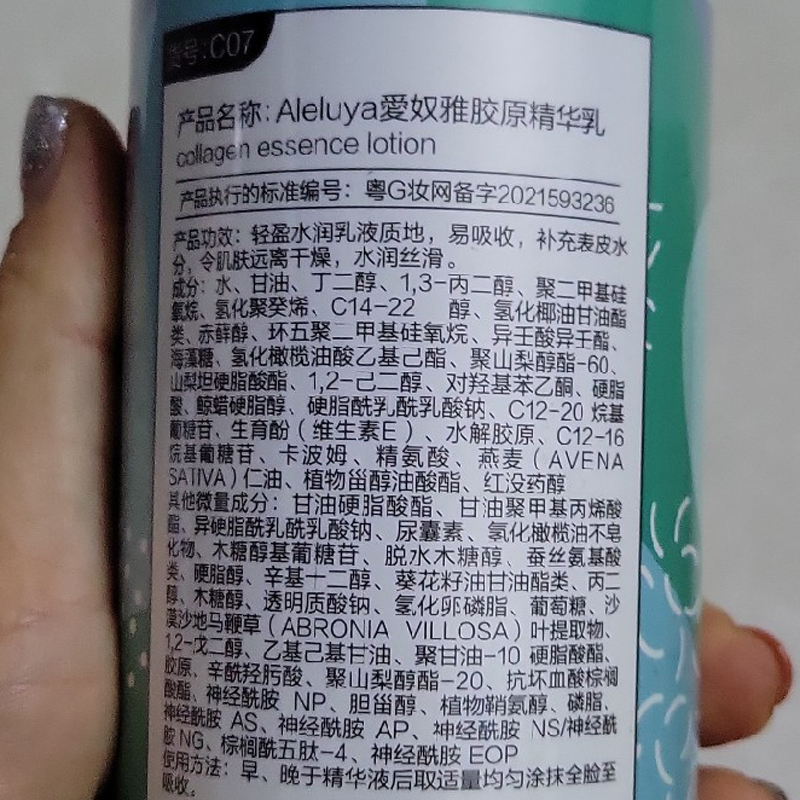 货号:C07
产品名称: Aleluya愛奴雅胶原精华乳
collagen essence lotion
产品执行的标准编号: 粤G妆网备字2021593236
产品功效: 轻盈水润乳液质地，易吸收，补充表皮水
分，令肌肤远离干燥，水润丝滑。
成分: 水、甘油、丁二醇、1,3-丙二醇、聚二甲基硅
氧烷、氢化聚癸烯、C14-22 醇、氢化椰油甘油酯
类、赤藓醇、环五聚二甲基硅氧烷、异壬酸异壬酯、
海藻糖、氢化橄榄油酸乙基己酯、聚山梨醇酯-60、
山梨坦硬脂酸酯、1,2-己二醇、对羟基苯乙酮、硬脂
酸、鲸蜡硬脂醇、硬脂酰乳酰乳酸钠、C12-20 烷基
葡糖苷、生育酚（维生素E）、水解胶原、C12-16
烷基葡糖苷、卡波姆、精氨酸、燕麦（AVENA
SATIVA）仁油、植物甾醇油酸酯、红没药醇
其他微量成分: 甘油硬脂酸酯、甘油聚甲基丙烯酸
酯、异硬脂酰乳酰乳酸钠、尿囊素、氢化橄榄油不皂
化物、木糖醇基葡糖苷、脱水木糖醇、蚕丝氨基酸
类、硬脂醇、辛基十二醇、葵花籽油甘油酯类、丙二
醇、木糖醇、透明质酸钠、氢化卵磷脂、葡萄糖、沙
漠沙地马鞭草（ABRONIA VILLOSA）叶提取物、
1,2-戊二醇、乙基己基甘油、聚甘油-10 硬脂酸酯、
胶原、辛酰羟肟酸、聚山梨醇酯-20、抗坏血酸棕榈
酸酯、神经酰胺 NP、胆甾醇、植物鞘氨醇、磷脂、
神经酰胺 AS、神经酰胺 AP、神经酰胺 NS/神经酰
胺 NG、棕榈酰五肽-4、神经酰胺 EOP
使用方法: 早、晚于精华液后取适量均匀涂抹全脸至
吸收。